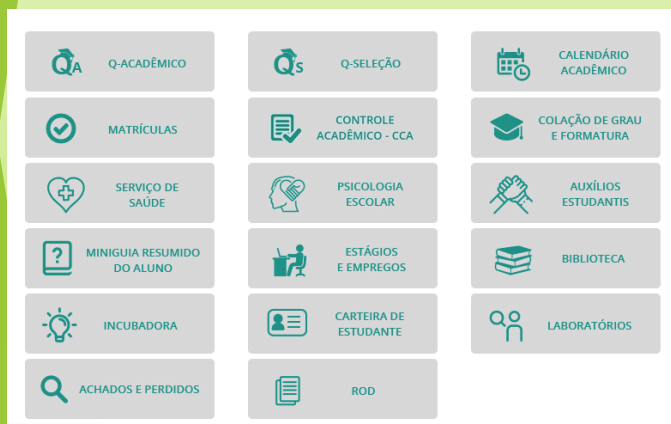 Q-ACADÊMICO
Q-SELEÇÃO
CALENDÁRIO
ACADÊMICO
MATRÍCULAS
CONTROLE
ACADÊMICO - CCA
COLAÇÃO DE GRAU
E FORMATURA
SERVIÇO DE
SAÚDE
PSICOLOGIA
ESCOLAR
AUXÍLIOS
ESTUDANTIS
MINIGUIA RESUMIDO
DO ALUNO
ESTÁGIOS
E EMPREGOS
BIBLIOTECA
INCUBADORA
CARTEIRA DE
ESTUDANTE
LABORATÓRIOS
ACHADOS E PERDIDOS
ROD